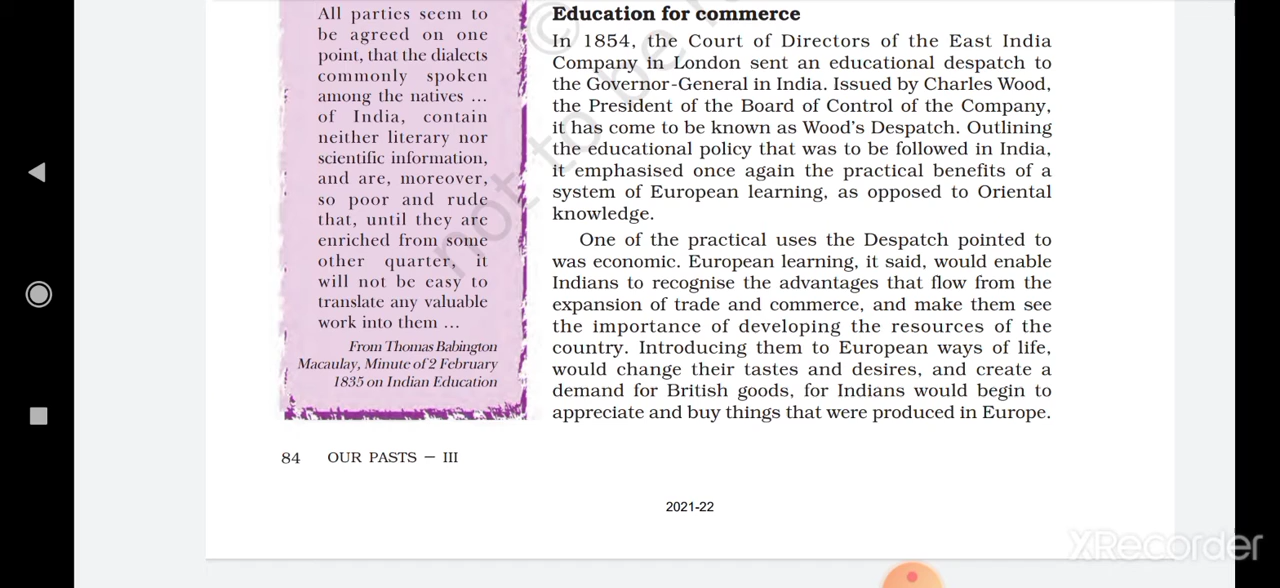 All parties seem to
be agreed on one
point, that the dialects
commonly spoken
among the natives ...
of India, contain
neither literary nor
scientific information,
and are, moreover,
so poor and rude
that, until they are
enriched from some
other quarter, it
will not be easy to
translate any valuable
work into them ...
From Thomas Babington
Macaulay, Minute of 2 February
1835 on Indian Education
Education for commerce
In 1854, the Court of Directors of the East India
Company in London sent an educational despatch to
the Governor-General in India. Issued by Charles Wood,
the President of the Board of Control of the Company,
it has come to be known as Wood's Despatch. Outlining
the educational policy that was to be followed in India,
it emphasised once again the practical benefits of a
system of European learning, as opposed to Oriental
knowledge.
One of the practical uses the Despatch pointed to
was economic. European learning, it said, would enable
Indians to recognise the advantages that flow from the
expansion of trade and commerce, and make them see
the importance of developing the resources of the
country. Introducing them to European ways of life,
would change their tastes and desires, and create a
demand for British goods, for Indians would begin to
appreciate and buy things that were produced in Europe.
84 OUR PASTS – III
2021-22
© not to be
XRecorder